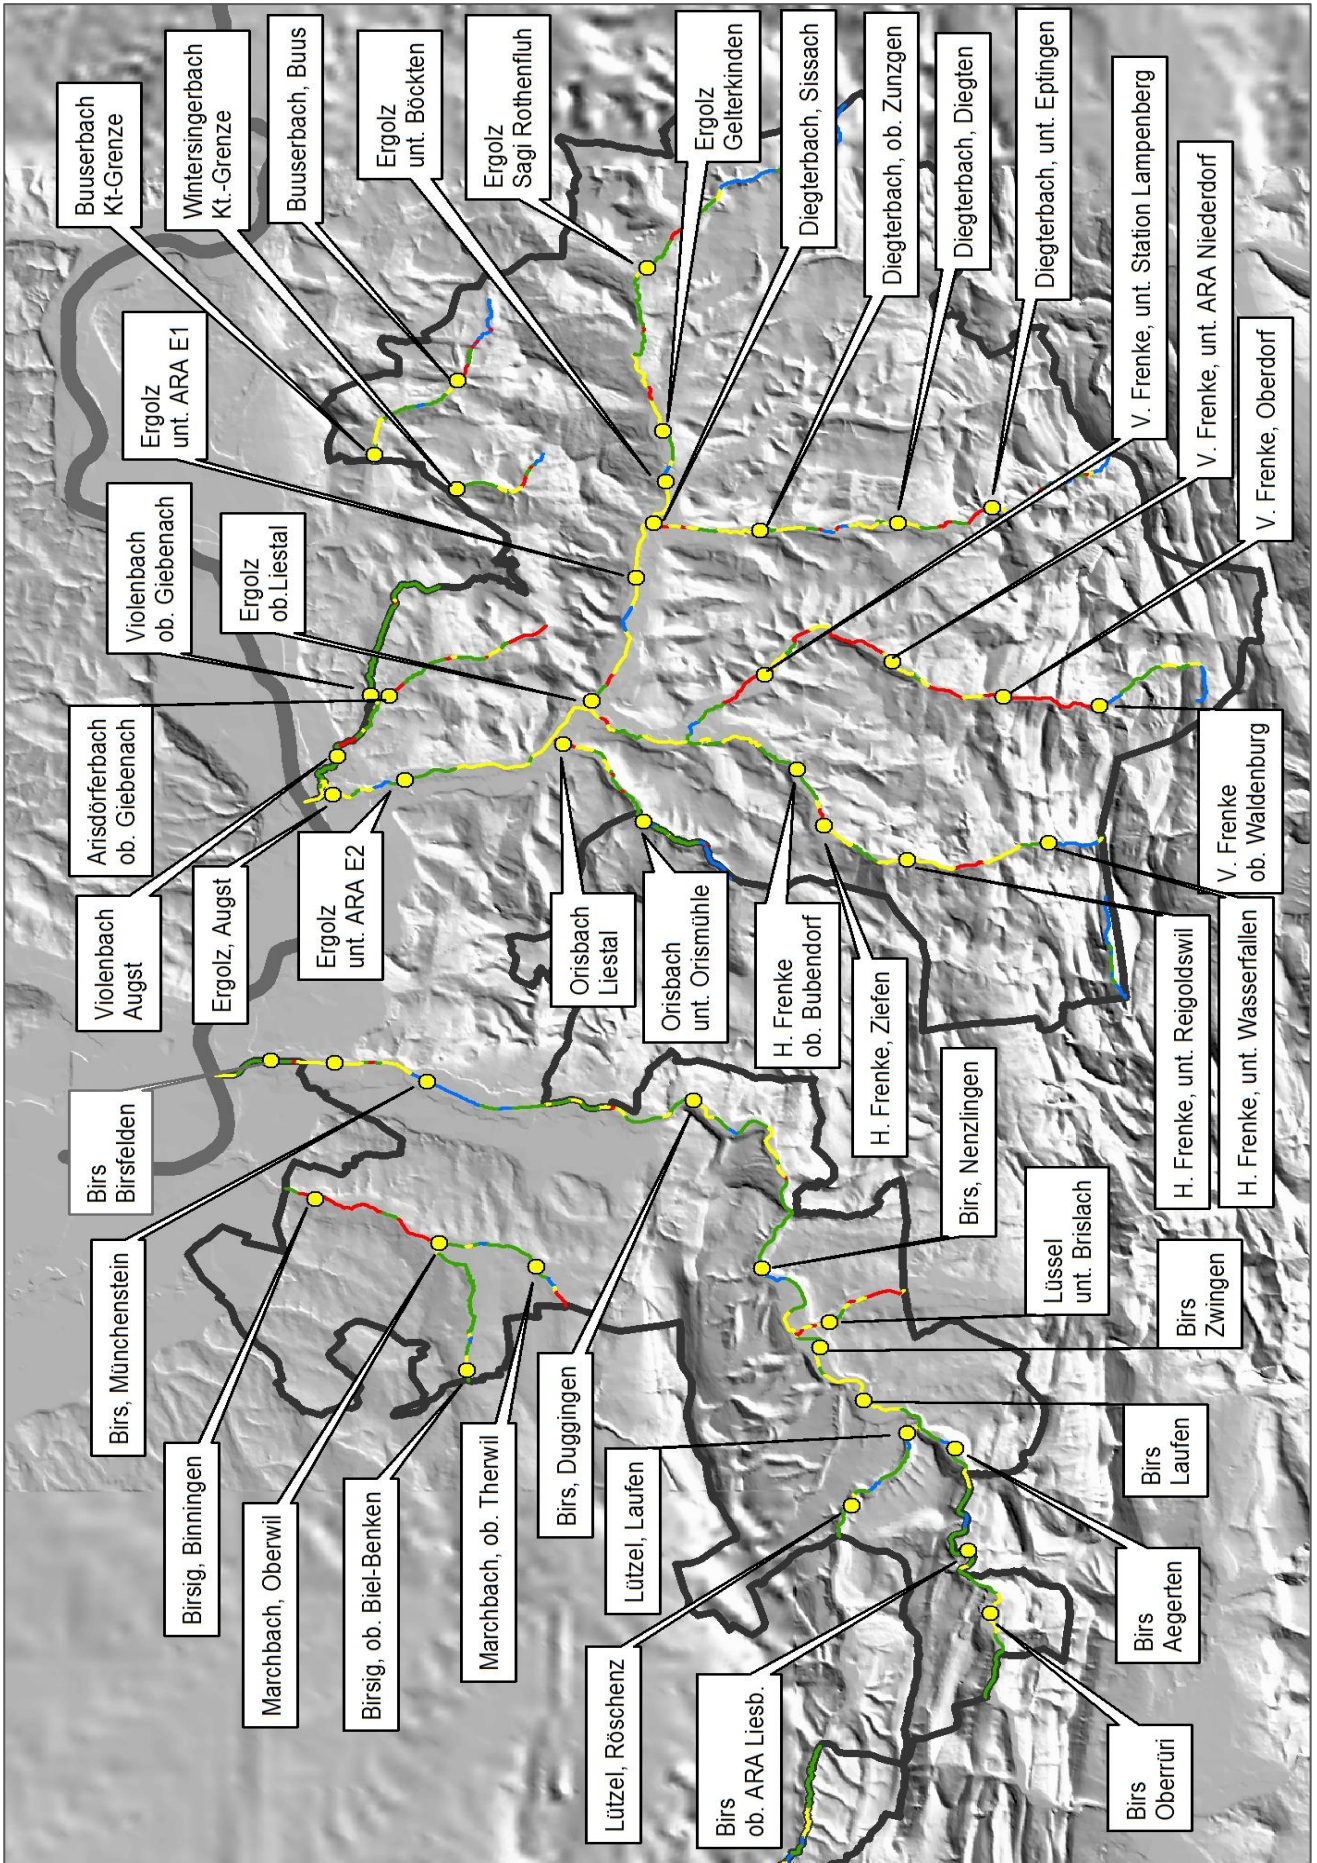 Buuserbach
Kt-Grenze
Wintersingerbach
Kt.-Grenze
Buuserbach, Buus
Ergolz
unt. Böckten
Ergolz
Sagi Rothenfluh
Ergolz
Gelterkinden
Diegterbach, Sissach
Diegterbach, ob. Zunzgen
Diegterbach, Diegten
Diegterbach, unt. Eptingen
V. Frenke, unt. Station Lampenberg
V. Frenke, unt. ARA Niederdorf
V. Frenke, Oberdorf
V. Frenke
ob. Waldenburg
Ergolz
unt. ARA E1
Violenbach
ob. Giebenach
Ergolz
ob.Liestal
Arisdörferbach
ob. Giebenach
Violenbach
Augst
Ergolz, Augst
Ergolz
unt. ARA E2
Orisbach
Liestal
Orisbach
unt. Orismühle
H. Frenke
ob. Bubendorf
H. Frenke, Ziefen
H. Frenke, unt. Reigoldswil
H. Frenke, unt. Wasserfallen
Birs
Birsfelden
Birs, Münchenstein
Birsig, Binningen
Marchbach, Oberwil
Birsig, ob. Biel-Benken
Marchbach, ob. Therwil
Birs, Duggingen
Birs, Nenzlingen
Lüssel
unt. Brislach
Birs
Zwingen
Birs
Laufen
Lützel, Laufen
Lützel, Röschenz
Birs
ob. ARA Liesb.
Birs
Aegerten
Birs
Oberrüri